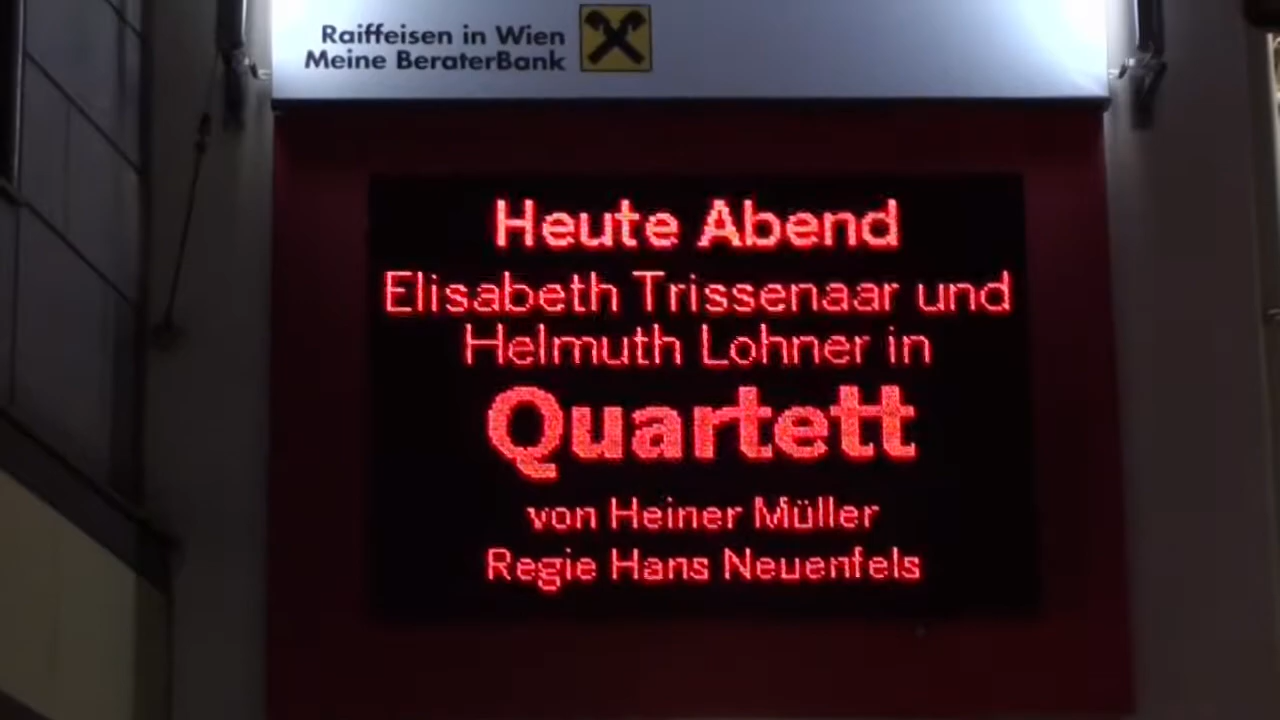 Raiffeisen in Wien
Meine BeraterBank
Heute Abend
Elisabeth Trissenaar und
Helmuth Lohner in
Quartett
von Heiner Müller
Regie Hans Neuenfels